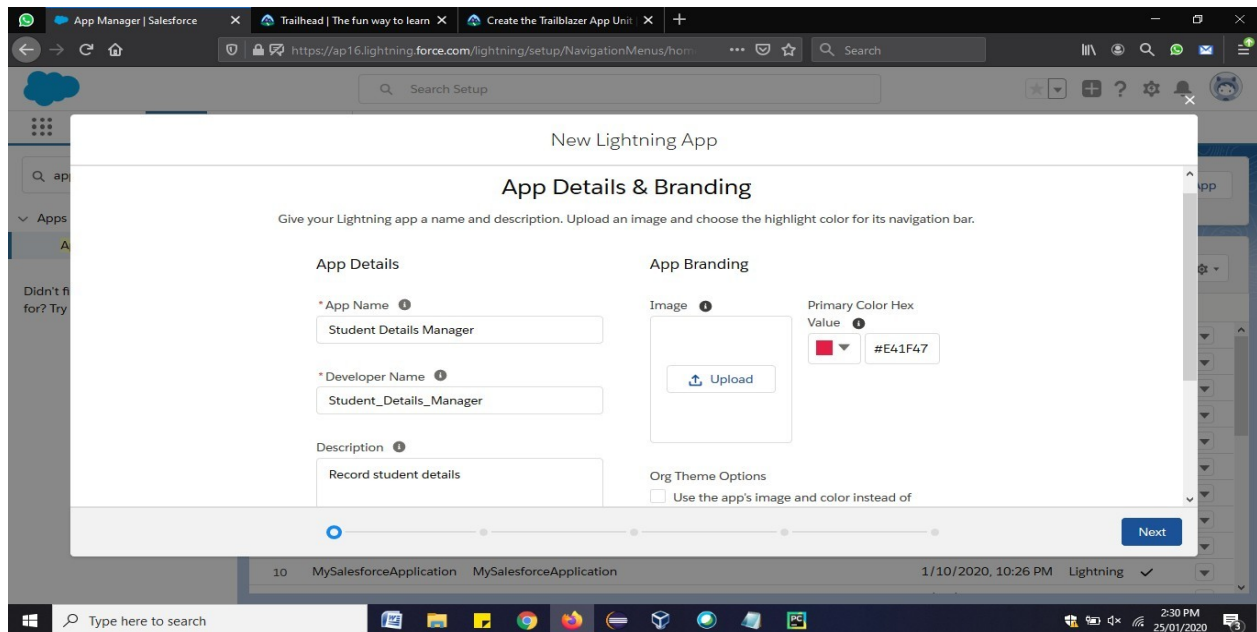 App Manager | Salesforce
Trailhead | The fun way to learn
Create the Trailblazer App Unit |
https://ap16.lightning.force.com/lightning/setup/NavigationMenus/hom
Search
Search Setup
New Lightning App
App Details & Branding
Give your Lightning app a name and description. Upload an image and choose the highlight color for its navigation bar.
App Details
App Branding
*App Name
Student Details Manager
*Developer Name
Student_Details_Manager
Description
Record student details
Image
Upload
Primary Color Hex
Value
#E41F47
Org Theme Options
Use the app's image and color instead of
Next
app
Apps
A
Didn't fi
for? Try
App
10 MySalesforceApplication MySalesforceApplication 1/10/2020, 10:26 PM Lightning
Type here to search
PC
2:30 PM
25/01/2020
3